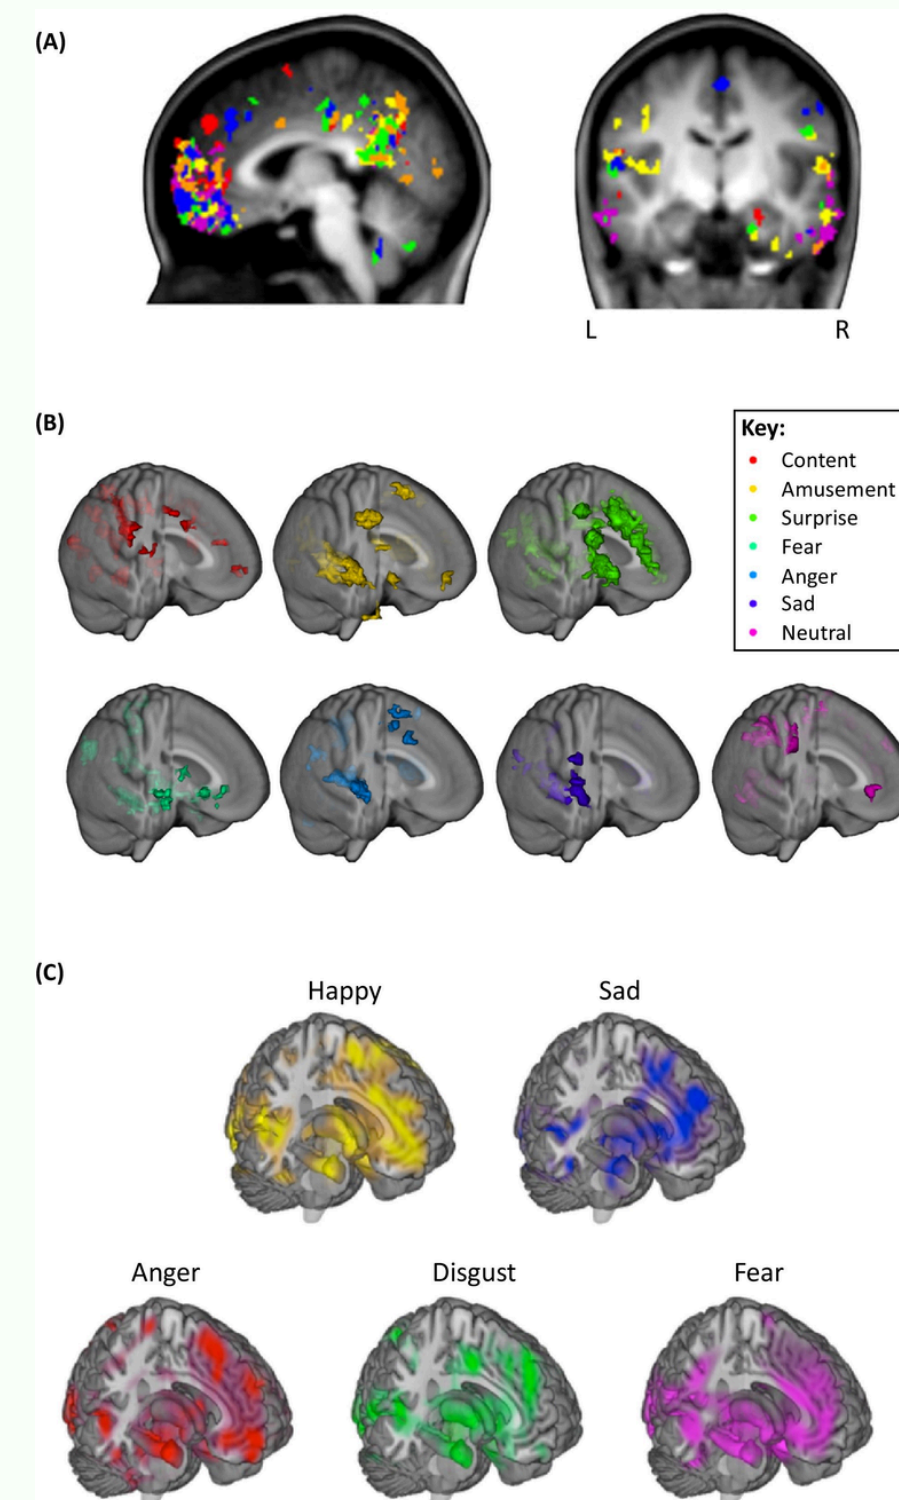 (A)
L
R
(B)
Key:
Content
Amusement
Surprise
Fear
Anger
Sad
Neutral
(C)
Happy
Sad
Anger
Disgust
Fear